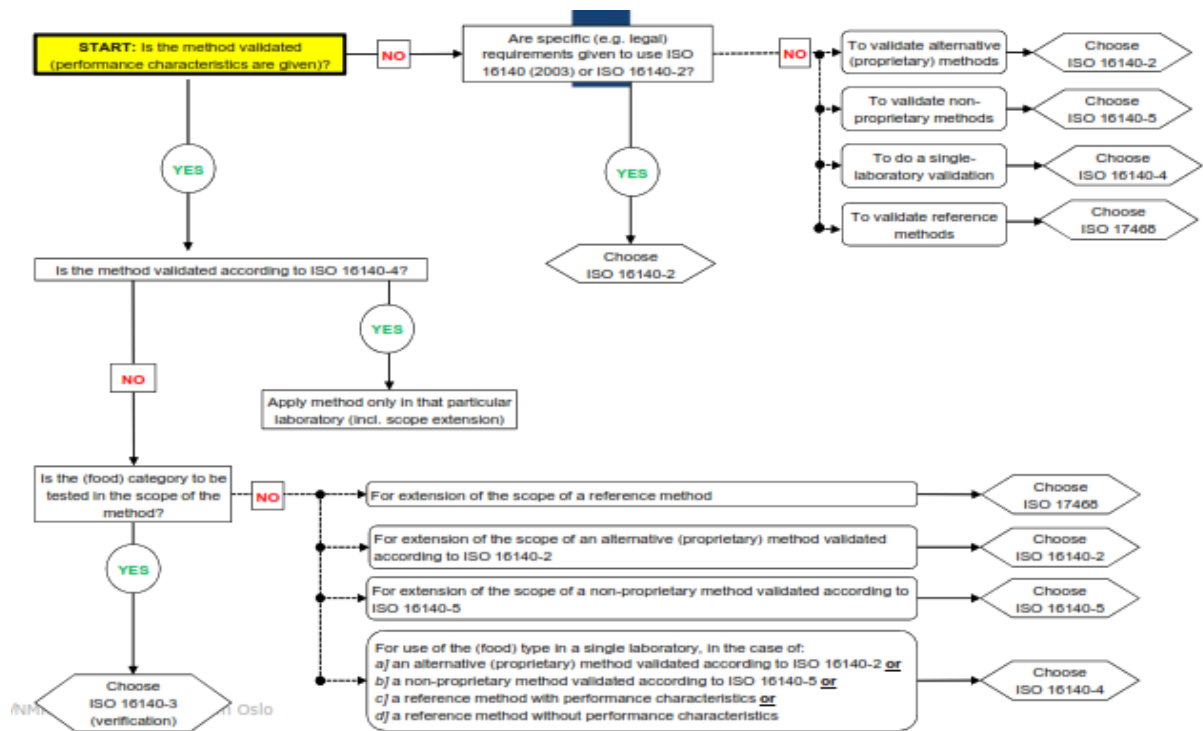 START: Is the method validated
(performance characteristics are given)?
NO
Are specific (e.g. legal)
requirements given to use ISO
16140 (2003) or ISO 16140-2?
NO
To validate alternative
(proprietary) methods
Choose
ISO 16140-2
To validate non-
proprietary methods
Choose
ISO 16140-5
YES
YES
To do a single-
laboratory validation
Choose
ISO 16140-4
To validate reference
methods
Choose
ISO 17468
Choose
ISO 16140-2
Is the method validated according to ISO 16140-4?
YES
NO
Apply method only in that particular
laboratory (incl. scope extension)
Is the (food) category to be
tested in the scope of the
method?
NO
For extension of the scope of a reference method
Choose
ISO 17468
For extension of the scope of an alternative (proprietary) method validated
according to ISO 16140-2
Choose
ISO 16140-2
YES
For extension of the scope of a non-proprietary method validated according to
ISO 16140-5
Choose
ISO 16140-5
For use of the (food) type in a single laboratory, in the case of:
a] an alternative (proprietary) method validated according to ISO 16140-2 or
b] a non-proprietary method validated according to ISO 16140-5 or
c] a reference method with performance characteristics or
d] a reference method without performance characteristics
Choose
ISO 16140-4
Choose
ISO 16140-3
(verification)
Oslo